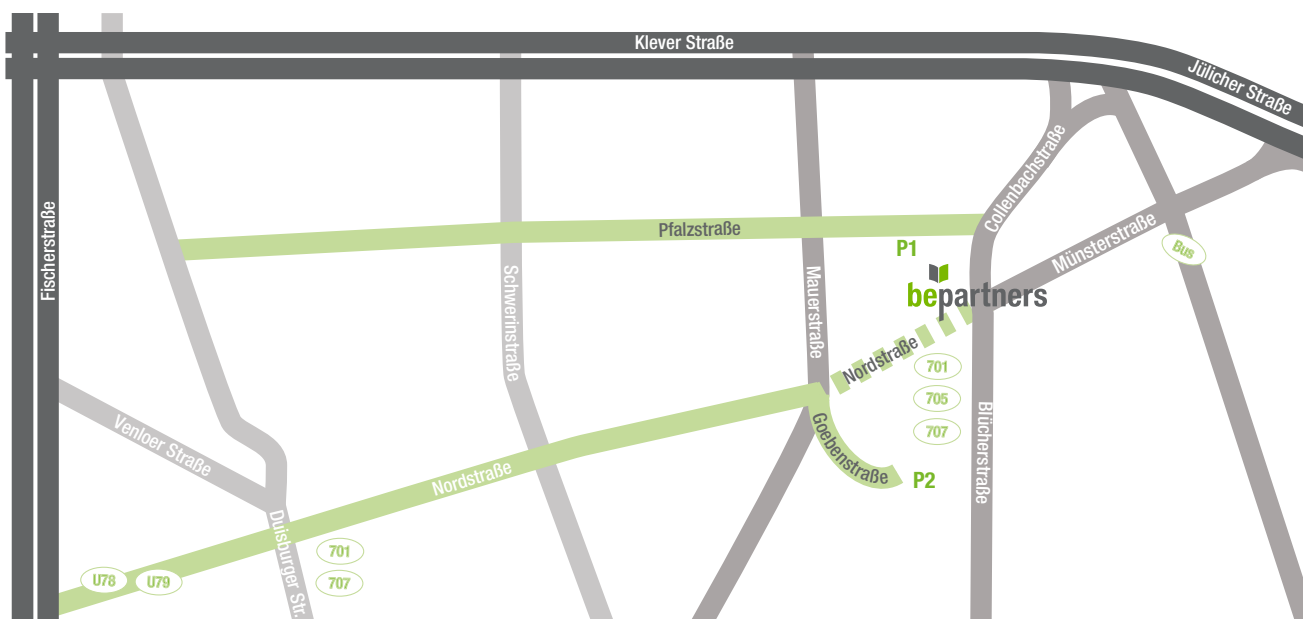 Klever Straße
Jülicher Straße
Fischerstraße
Collenbachstraße
Pfalzstraße
Münsterstraße
P1
Bus
bepartners
Schwerinstraße
Mauerstraße
Nordstraße
701
705
707
Venloer Straße
Goebenstraße
Blücherstraße
Nordstraße
P2
Duisburger Str.
701
707
U78
U79